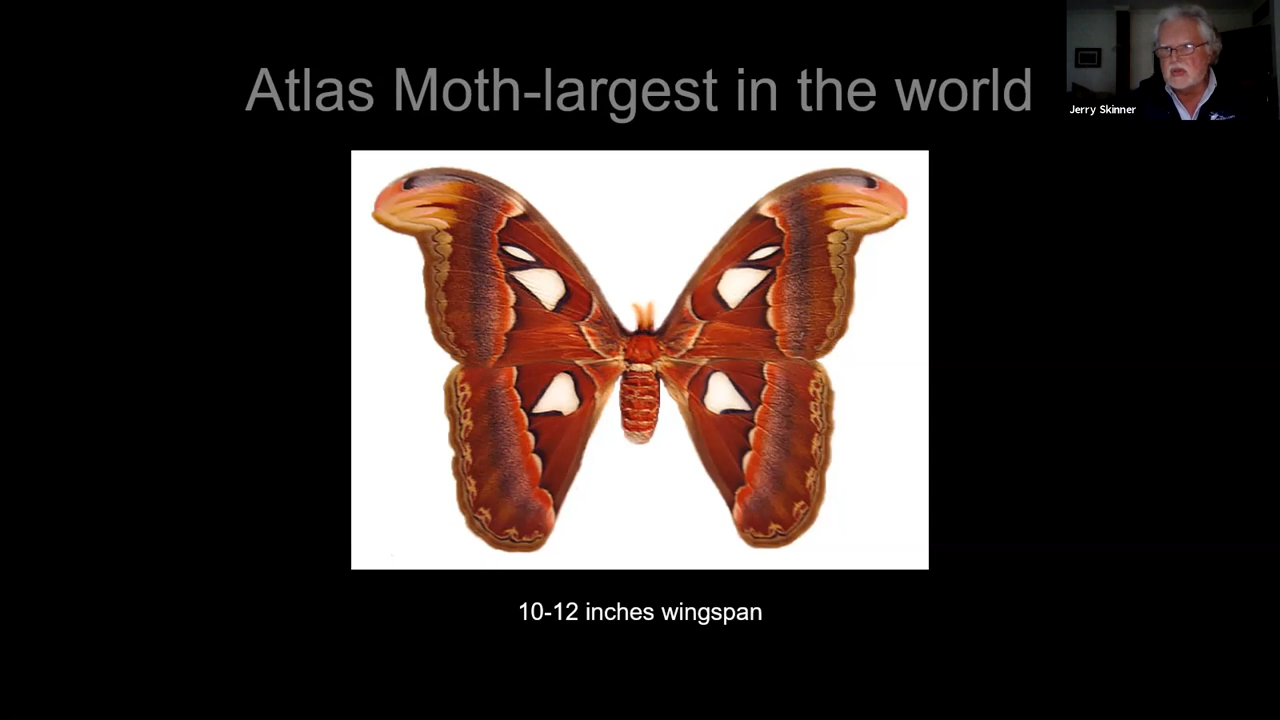 Atlas Moth-largest in the world
Jerry Skinner
10-12 inches wingspan